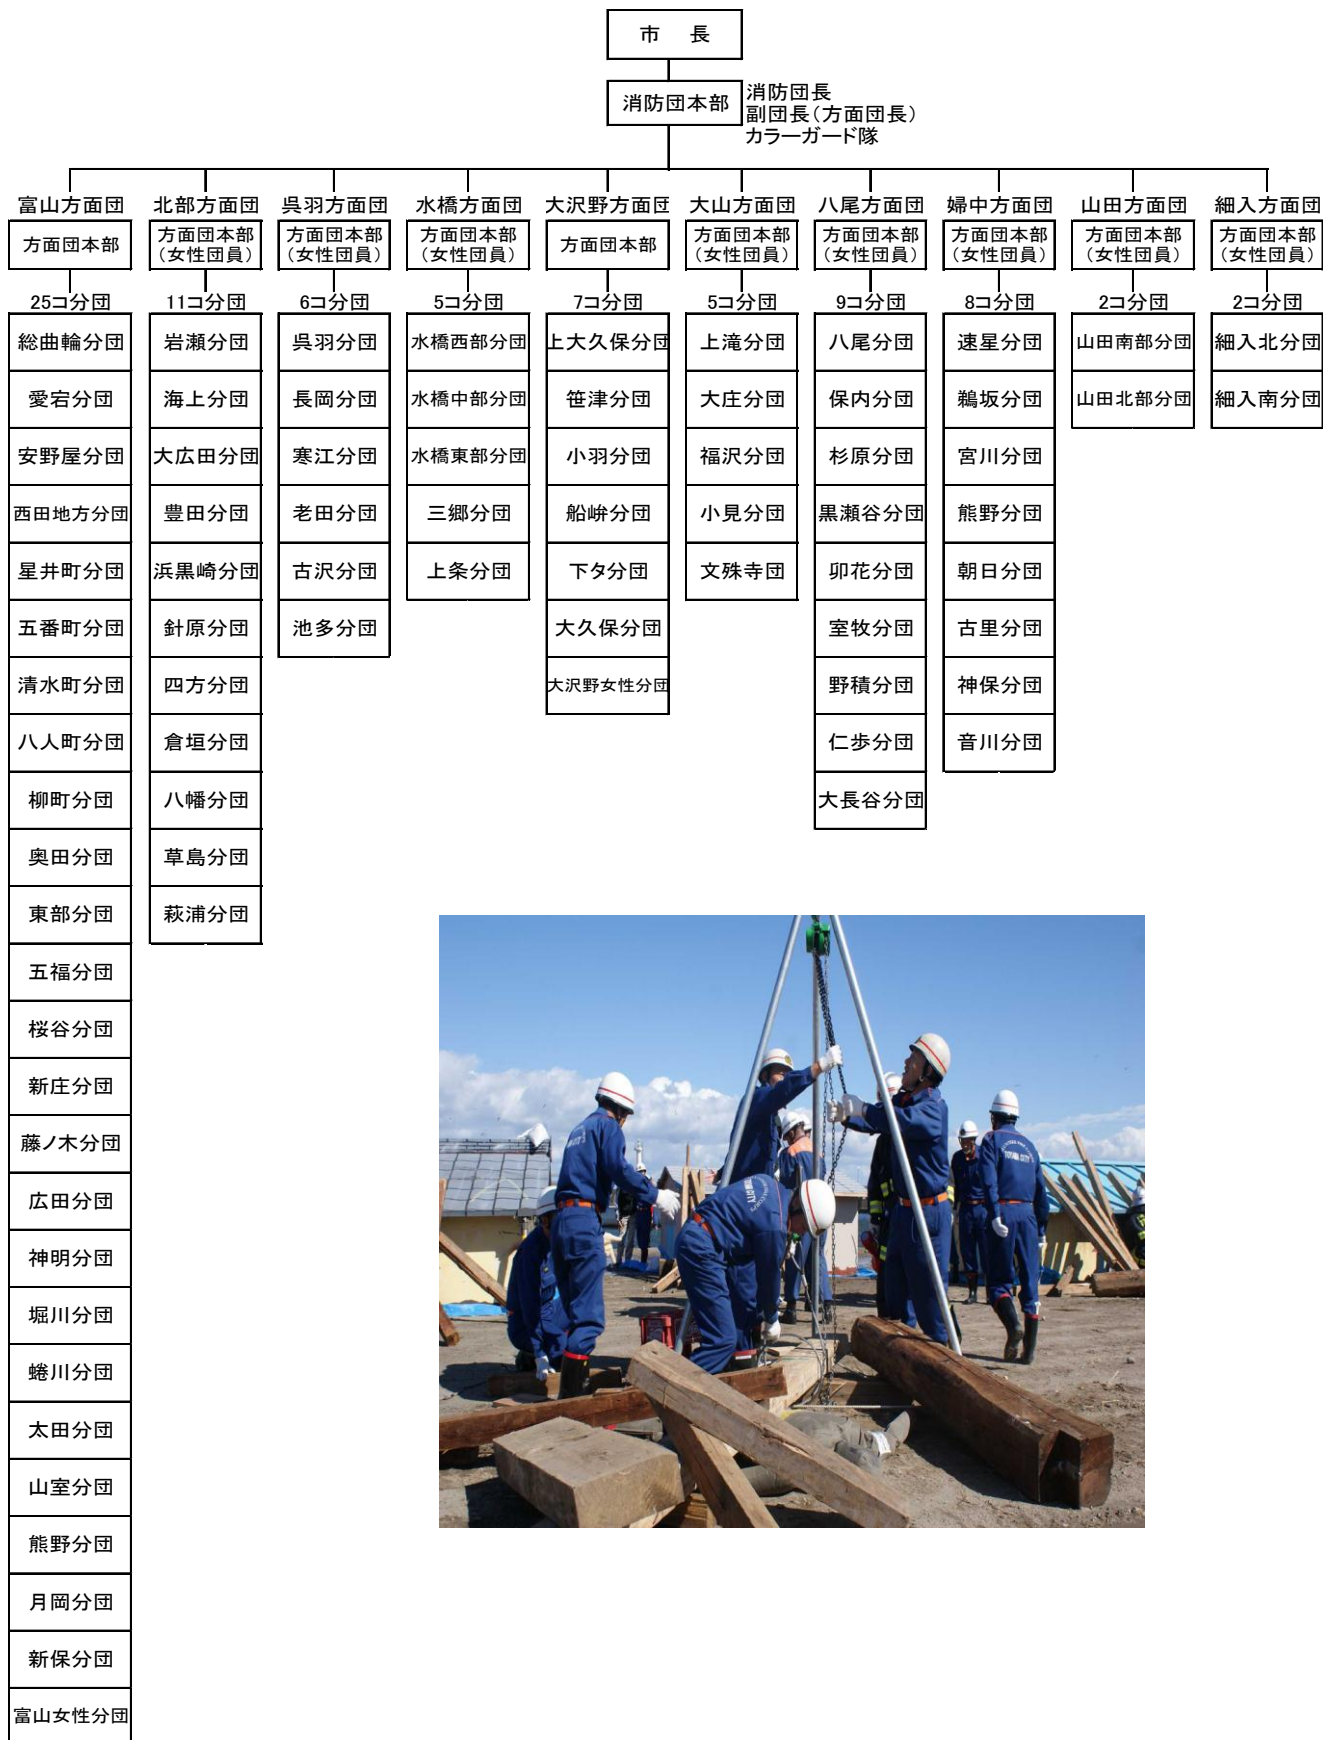 市 長
消防団本部
消防団長
副団長（方面団長）
カラーガード隊
富山方面団
方面団本部
25コ分団
総曲輪分団
愛宕分団
安野屋分団
西田地方分団
星井町分団
五番町分団
清水町分団
八人町分団
柳町分団
奥田分団
東部分団
五福分団
桜谷分団
新庄分団
藤ノ木分団
広田分団
神明分団
堀川分団
蜷川分団
太田分団
山室分団
熊野分団
月岡分団
新保分団
富山女性分団
北部方面団
方面団本部
（女性団員）
11コ分団
岩瀬分団
海上分団
大広田分団
豊田分団
浜黒崎分団
針原分団
四方分団
倉垣分団
八幡分団
草島分団
萩浦分団
呉羽方面団
方面団本部
（女性団員）
6コ分団
呉羽分団
長岡分団
寒江分団
老田分団
古沢分団
池多分団
水橋方面団
方面団本部
（女性団員）
5コ分団
水橋西部分団
水橋中部分団
水橋東部分団
三郷分団
上条分団
大沢野方面団
方面団本部
7コ分団
上大久保分団
笹津分団
小羽分団
船峅分団
下タ分団
大久保分団
大沢野女性分団
大山方面団
方面団本部
（女性団員）
5コ分団
上滝分団
大庄分団
福沢分団
小見分団
文殊寺団
八尾方面団
方面団本部
（女性団員）
9コ分団
八尾分団
保内分団
杉原分団
黒瀬谷分団
卯花分団
室牧分団
野積分団
仁歩分団
大長谷分団
婦中方面団
方面団本部
（女性団員）
8コ分団
速星分団
鵜坂分団
宮川分団
熊野分団
朝日分団
古里分団
神保分団
音川分団
山田方面団
方面団本部
（女性団員）
2コ分団
山田南部分団
山田北部分団
細入方面団
方面団本部
（女性団員）
2コ分団
細入北分団
細入南分団
TOYAMA CITY